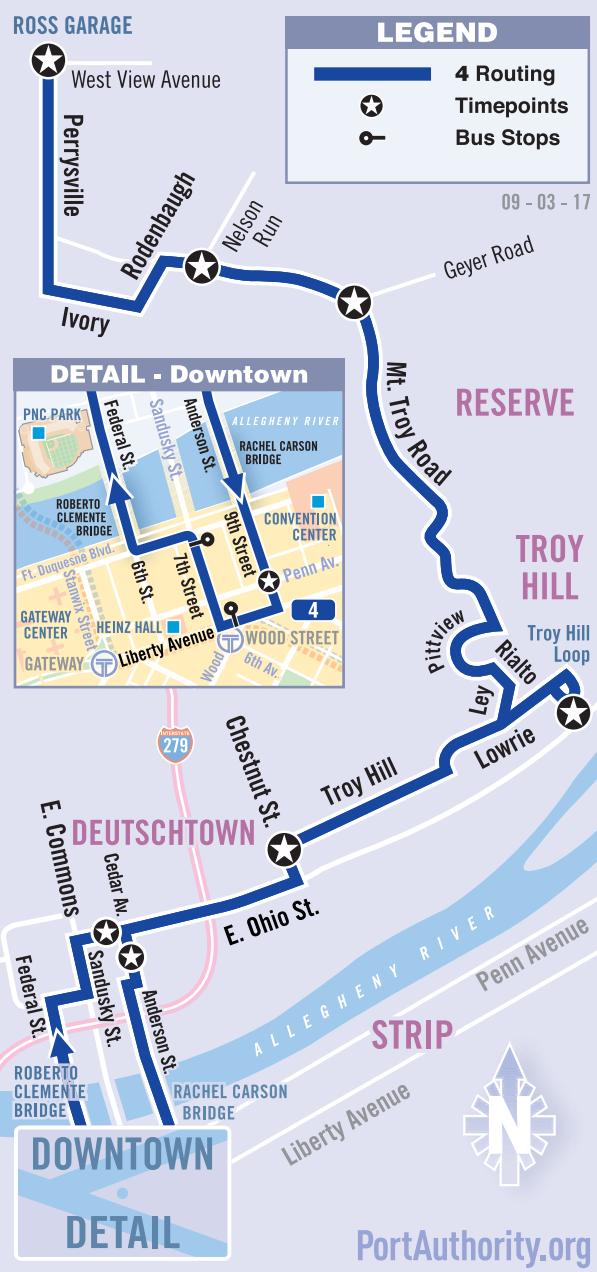 ROSS GARAGE
West View Avenue
LEGEND
4 Routing
Timepoints
Bus Stops
09 - 03 - 17
Perrysville
Rodenbaugh
Nelson
Run
Geyer Road
Ivory
Mt. Troy Road
RESERVE
TROY
HILL
Troy Hill
Loop
Pittview
Rialto
Ley
Lowrie
DETAIL - Downtown
PNC PARK
Federal St.
Sandusky St.
Anderson St.
ALLEGHENY RIVER
RACHEL CARSON
BRIDGE
ROBERTO
CLEMENTE
BRIDGE
CONVENTION
CENTER
9th Street
Ft. Duquesne Blvd.
6th St.
7th Street
Penn Av.
Stanwix Street
4
GATEWAY
CENTER
HEINZ HALL
Liberty Avenue
WOOD STREET
GATEWAY
T
T
Wood
6th Av.
INTERSTATE
279
Chestnut St.
Troy Hill
DEUTSCHTOWN
E. Commons
Cedar Av.
E. Ohio St.
Federal St.
Sandusky St.
Anderson St.
ALLEGHENY RIVER
Penn Avenue
STRIP
Liberty Avenue
ROBERTO
CLEMENTE
BRIDGE
RACHEL CARSON
BRIDGE
N
DOWNTOWN
DETAIL
PortAuthority.org